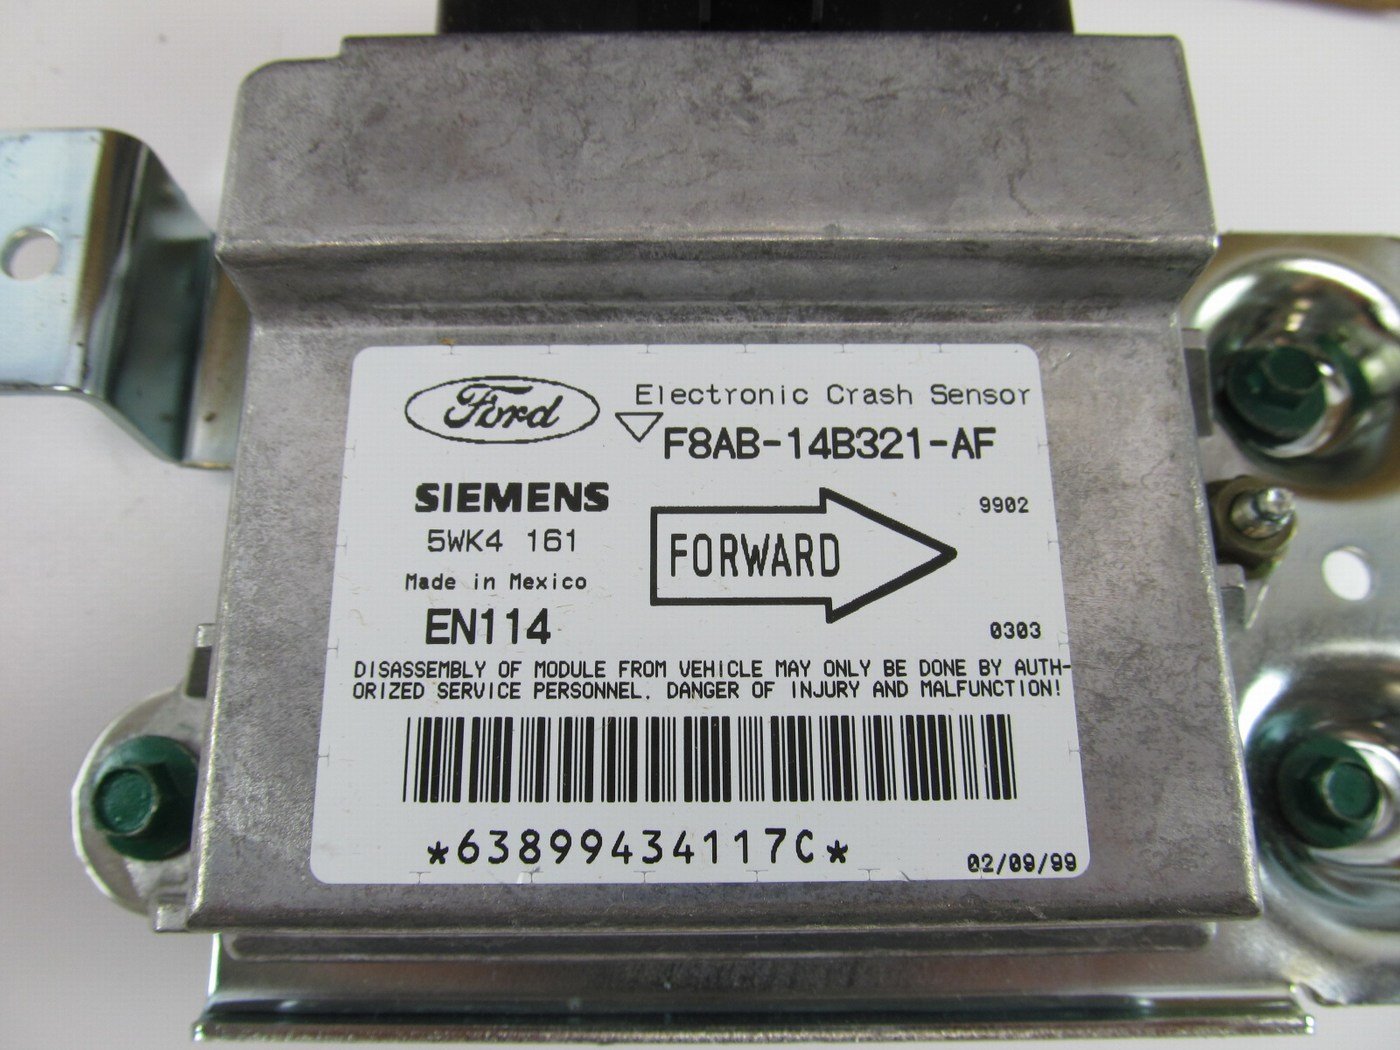 Ford
Electronic Crash Sensor
F8AB-14B321-AF
SIEMENS
5WK4 161
9902
FORWARD
Made in Mexico
EN114
0303
DISASSEMBLY OF MODULE FROM VEHICLE MAY ONLY BE DONE BY AUTH-
ORIZED SERVICE PERSONNEL. DANGER OF INJURY AND MALFUNCTION!
*63899434117C*
02/09/99